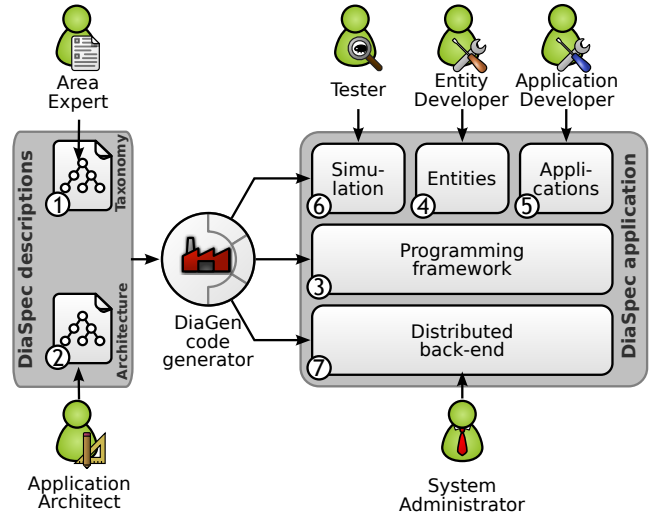 Area
Expert
Tester
Entity
Developer
Application
Developer
DiaSpec descriptions
Taxonomy
1
Architecture
2
Application
Architect
DiaGen
code
generator
Simu-
lation
6
Entities
4
Appli-
cations
5
Programming
framework
3
Distributed
back-end
7
DiaSpec application
System
Administrator